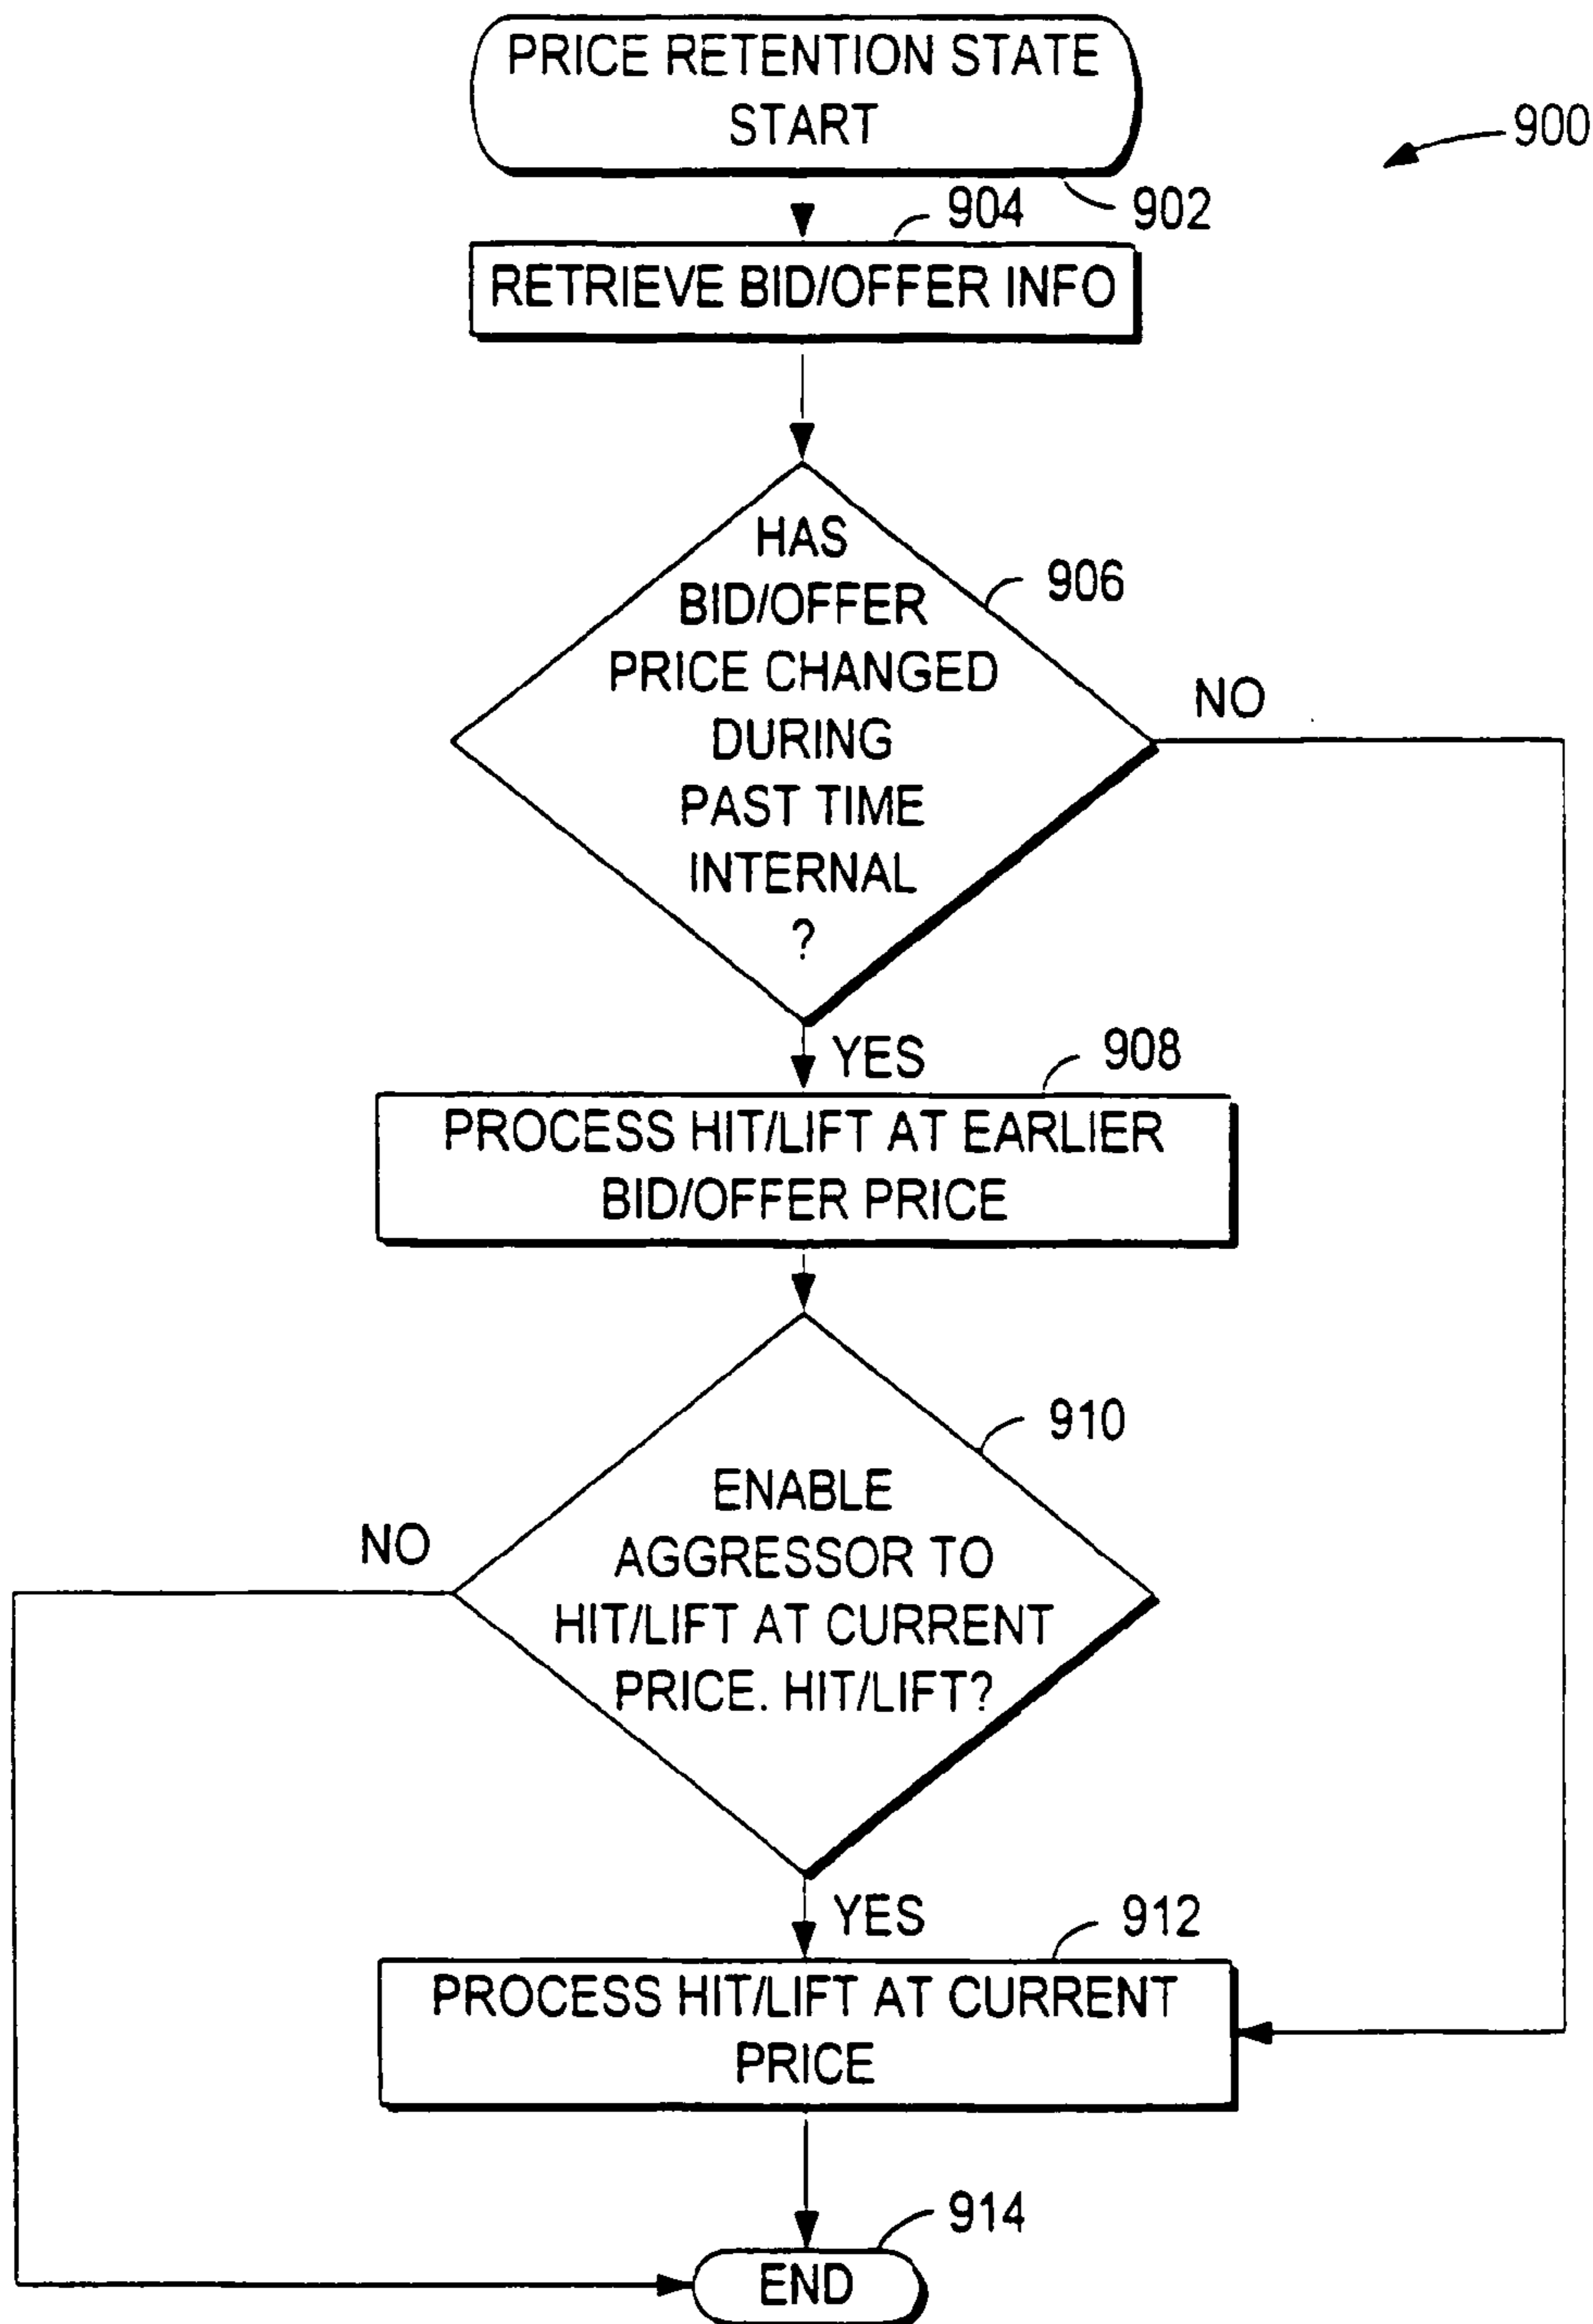 PRICE RETENTION STATE
START
900
902
904
RETRIEVE BID/OFFER INFO
HAS
BID/OFFER
PRICE CHANGED
DURING
PAST TIME
INTERNAL
?
906
NO
YES
908
PROCESS HIT/LIFT AT EARLIER
BID/OFFER PRICE
910
ENABLE
AGGRESSOR TO
HIT/LIFT AT CURRENT
PRICE. HIT/LIFT?
NO
YES
912
PROCESS HIT/LIFT AT CURRENT
PRICE
914
END